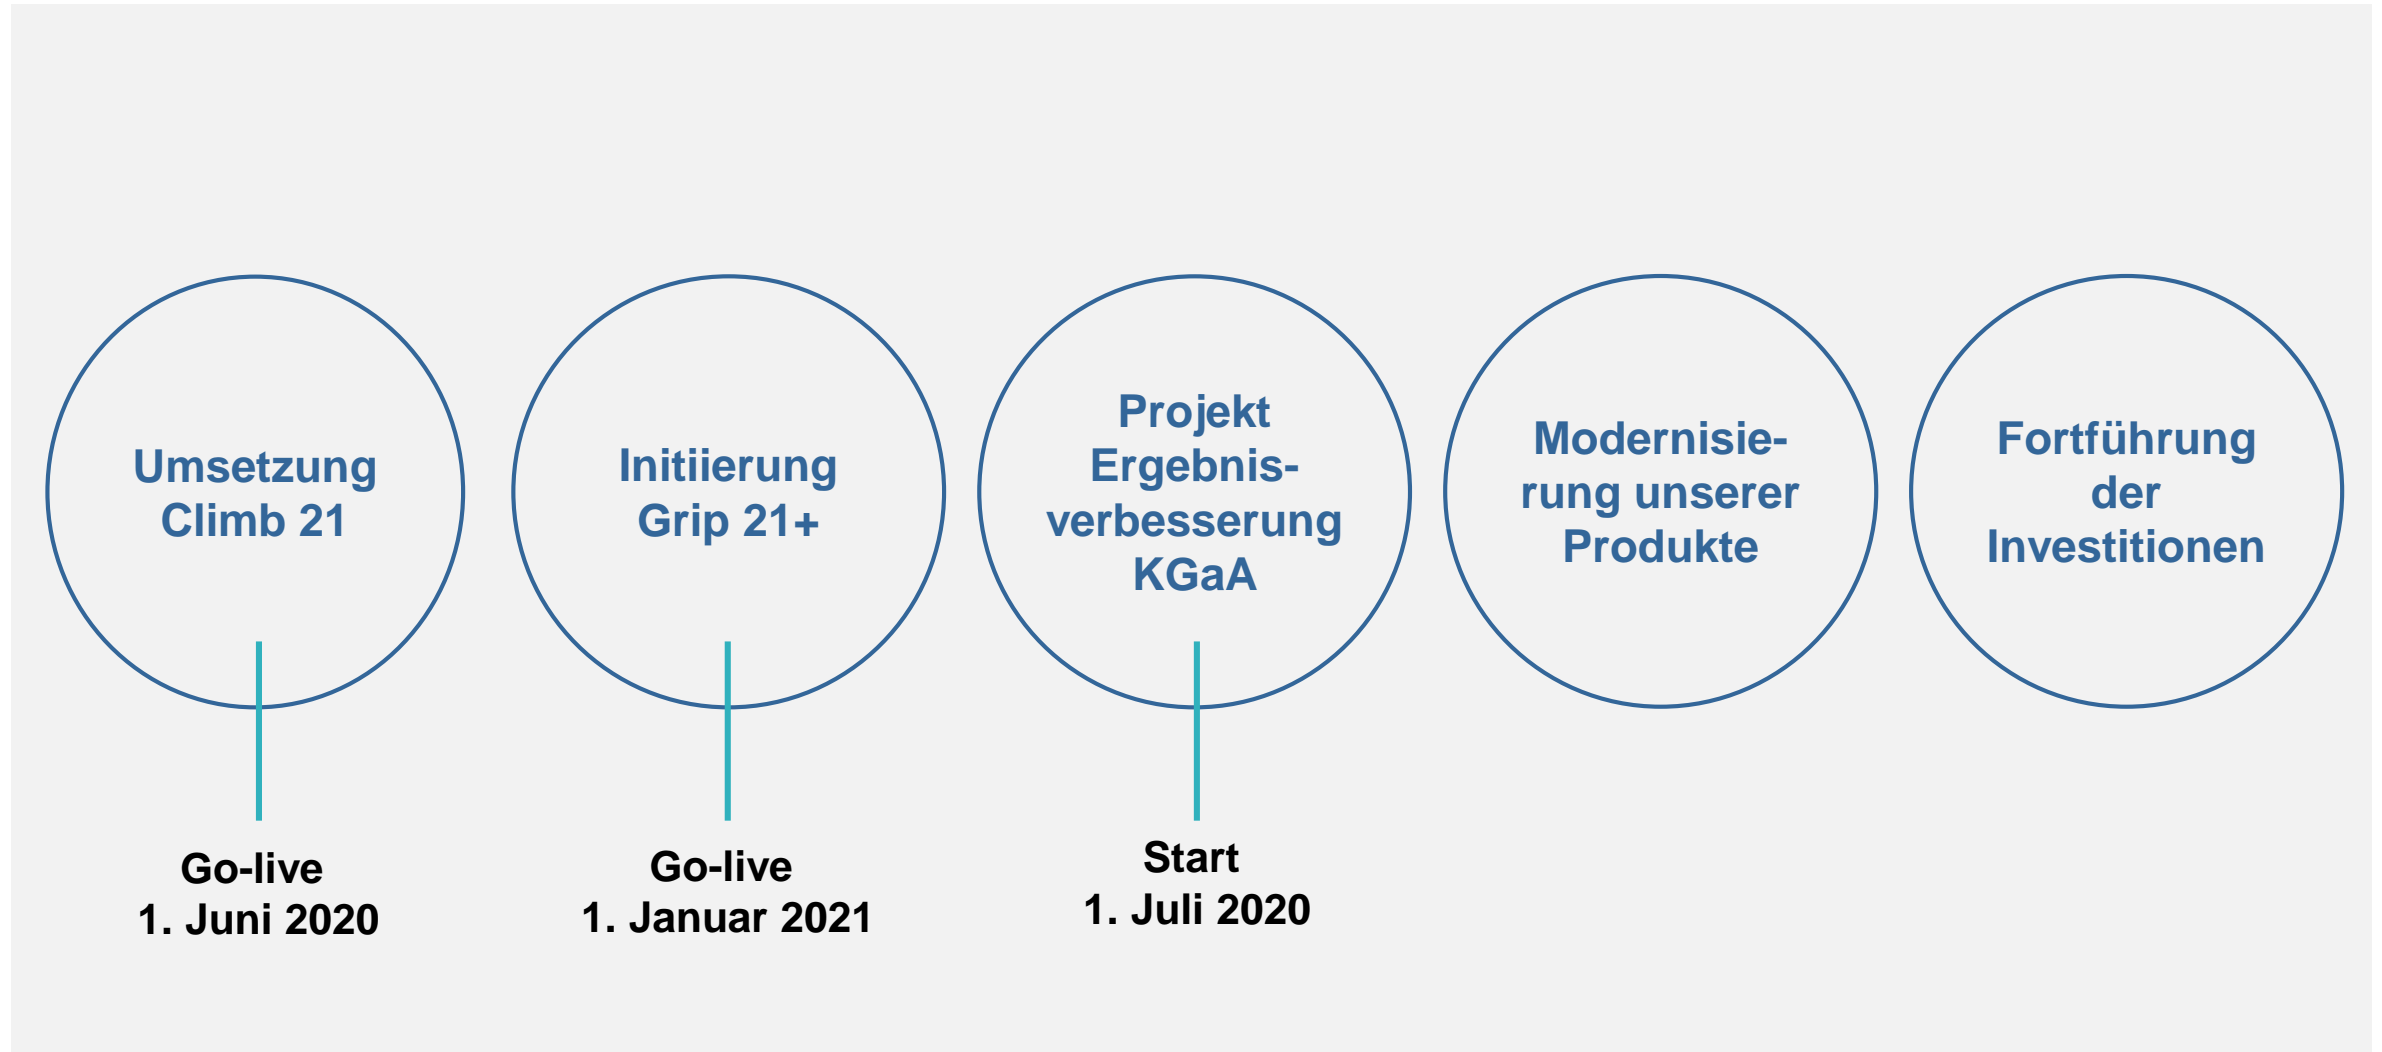 Umsetzung
Climb 21
Initiierung
Grip 21+
Projekt
Ergebnis-
verbesserung
KGaA
Modernisie-
rung unserer
Produkte
Fortführung
der
Investitionen
Go-live
1. Juni 2020
Go-live
1. Januar 2021
Start
1. Juli 2020